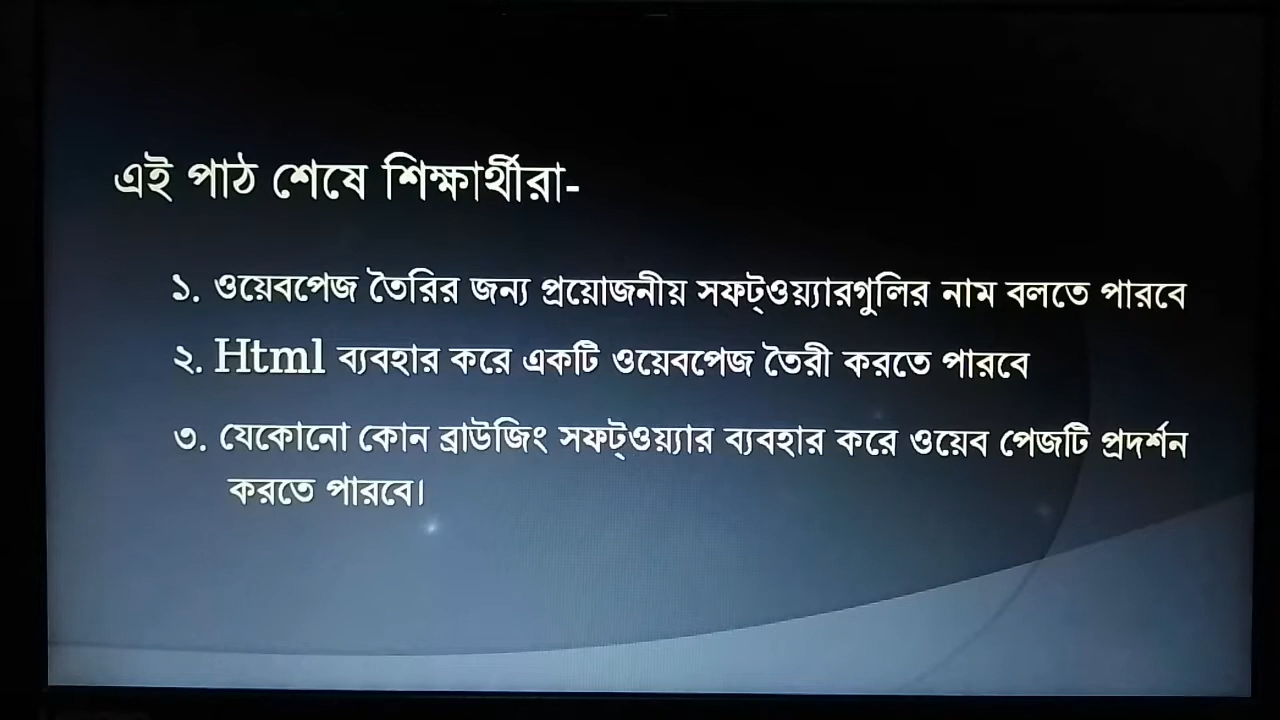 এই পাঠ শেষে শিক্ষার্থীরা-
১. ওয়েবপেজ তৈরির জন্য প্রয়োজনীয় সফট্‌ওয়্যারগুলির নাম বলতে পারবে
২. Html ব্যবহার করে একটি ওয়েবপেজ তৈরী করতে পারবে
৩. যেকোনো কোন ব্রাউজিং সফট্‌ওয়্যার ব্যবহার করে ওয়েব পেজটি প্রদর্শন
করতে পারবে।